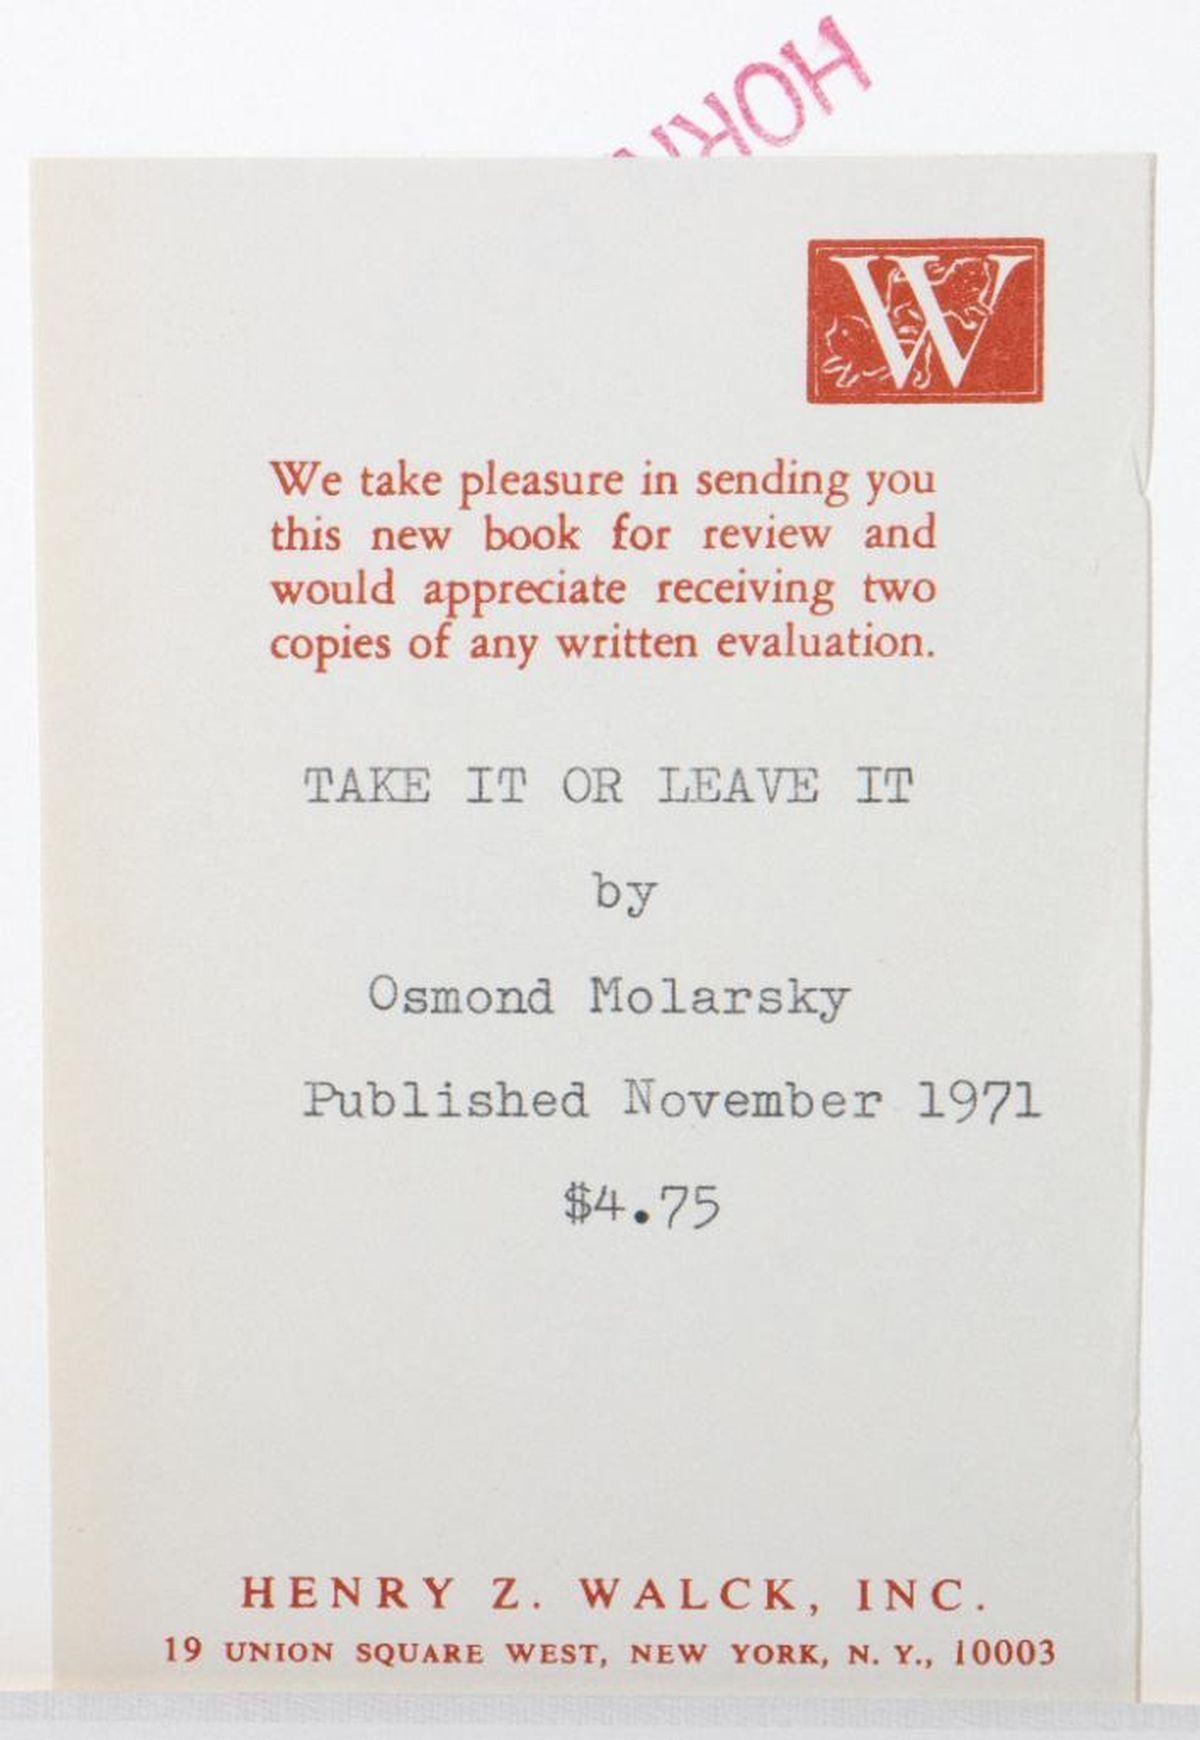 W
We take pleasure in sending you
this new book for review and
would appreciate receiving two
copies of any written evaluation.
TAKE IT OR LEAVE IT
by
Osmond Molarsky
Published November 1971
$4.75
HENRY Z. WALCK, INC.
19 UNION SQUARE WEST, NEW YORK, N. Y., 10003